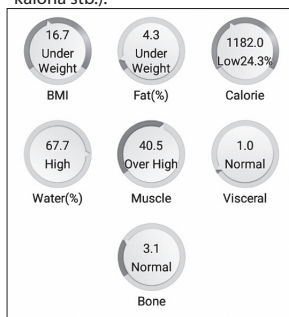 kalória stb.).
16.7
Under
Weight
BMI
4.3
Under
Weight
Fat(%)
1182.0
Low24.3%
Calorie
67.7
High
Water(%)
40.5
Over High
Muscle
1.0
Normal
Visceral
3.1
Normal
Bone